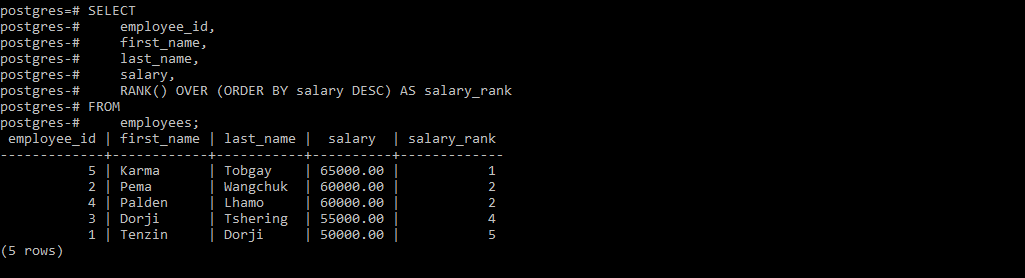 postgres=# SELECT
postgres-#     employee_id,
postgres-#     first_name,
postgres-#     last_name,
postgres-#     salary,
postgres-#     RANK() OVER (ORDER BY salary DESC) AS salary_rank
postgres-# FROM
postgres-#     employees;
 employee_id | first_name | last_name |  salary  | salary_rank
-------------+------------+-----------+----------+-------------
           5 | Karma      | Tobgay    | 65000.00 |           1
           2 | Pema       | Wangchuk  | 60000.00 |           2
           4 | Palden     | Lhamo     | 60000.00 |           2
           3 | Dorji      | Tshering  | 55000.00 |           4
           1 | Tenzin     | Dorji     | 50000.00 |           5
(5 rows)